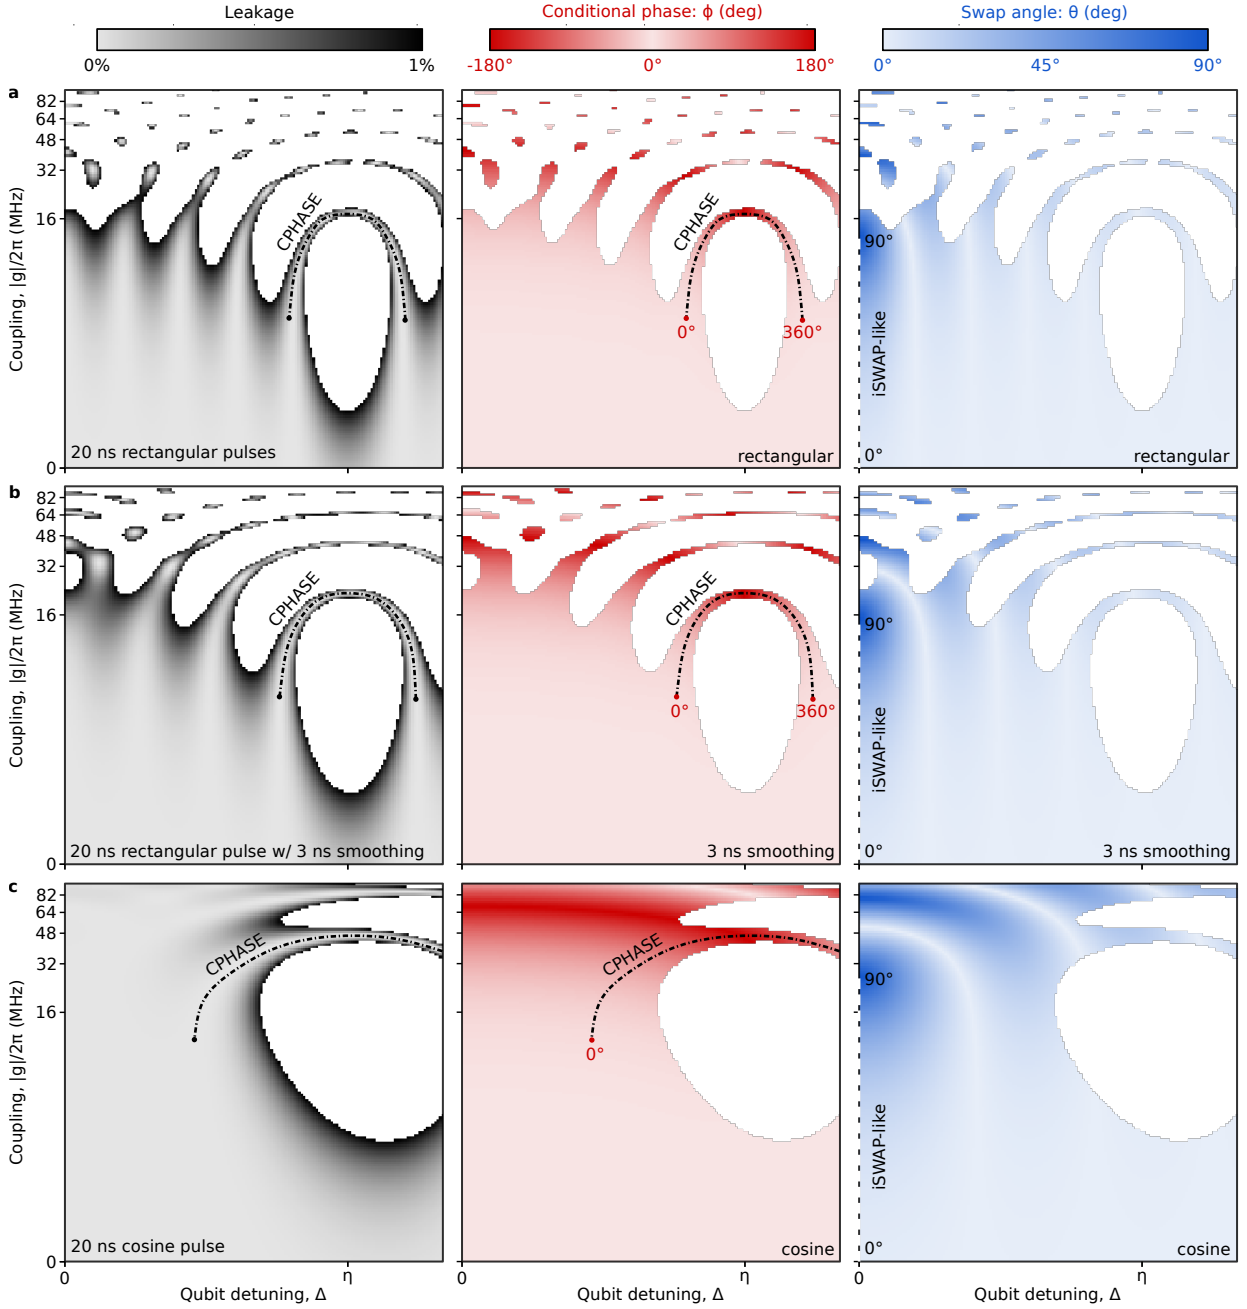 Leakage
Conditional phase: ϕ (deg)
Swap angle: θ (deg)
0%
1%
-180°
0°
180°
0°
45°
90°
a
Coupling, |g|/2π (MHz)
82
64
48
32
16
0
CPHASE
20 ns rectangular pulses
CPHASE
0°
360°
rectangular
90°
iSWAP-like
0°
rectangular
b
Coupling, |g|/2π (MHz)
82
64
48
32
16
0
CPHASE
20 ns rectangular pulse w/ 3 ns smoothing
CPHASE
0°
360°
3 ns smoothing
90°
iSWAP-like
0°
3 ns smoothing
c
Coupling, |g|/2π (MHz)
82
64
48
32
16
0
CPHASE
20 ns cosine pulse
CPHASE
0°
cosine
90°
iSWAP-like
0°
cosine
0
η
Qubit detuning, Δ
0
η
Qubit detuning, Δ
0
η
Qubit detuning, Δ